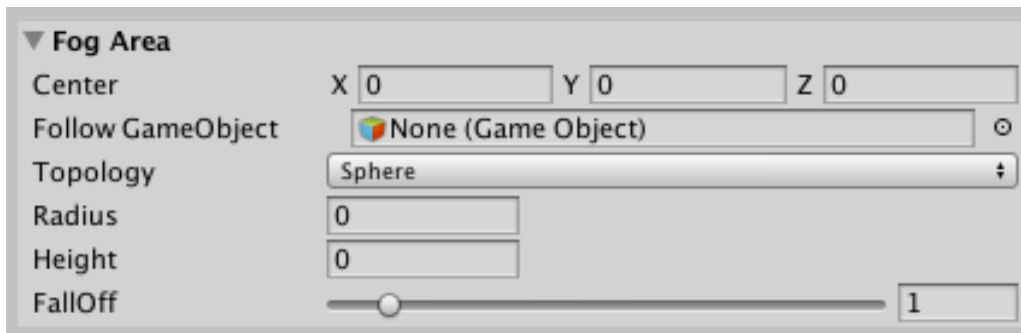 Fog Area
Center X 0 Y 0 Z 0
Follow GameObject None (Game Object)
Topology Sphere
Radius 0
Height 0
FallOff 1